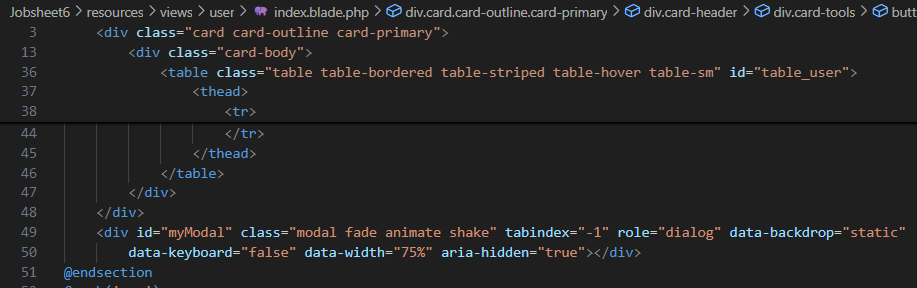 Jobsheet6 > resources > views > user > index.blade.php > div.card.card-outline.card-primary > div.card-header > div.card-tools > butt
3 <div class="card card-outline card-primary">
13 <div class="card-body">
36 <table class="table table-bordered table-striped table-hover table-sm" id="table_user">
37 <thead>
38 <tr>
44 </tr>
45 </thead>
46 </table>
47 </div>
48 </div>
49 <div id="myModal" class="modal fade animate shake" tabindex="-1" role="dialog" data-backdrop="static"
50 data-keyboard="false" data-width="75%" aria-hidden="true"></div>
51 @endsection